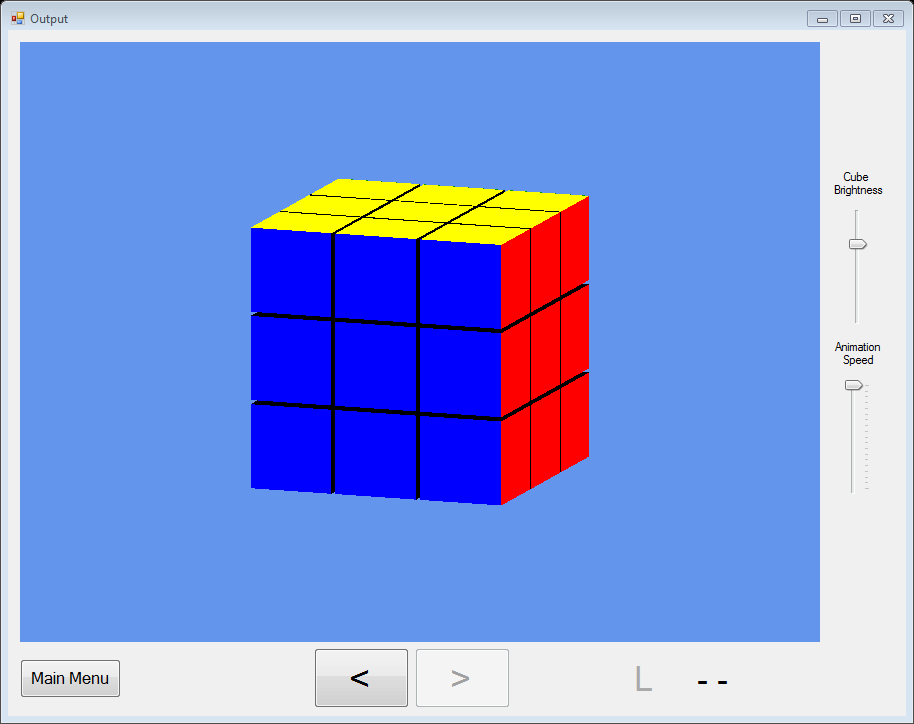 Output
Cube
Brightness
Animation
Speed
Main Menu
<
>
L
--